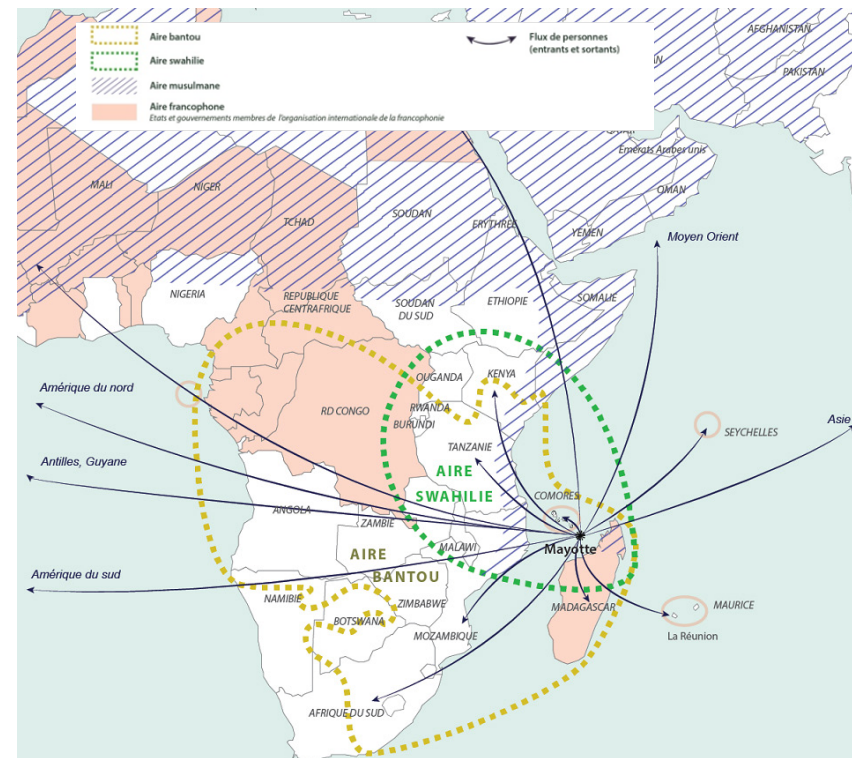 Aire bantou
Flux de personnes
(entrants et sortants)
Aire swahilie
Aire musulmane
Aire francophone
Etats et gouvernements membres de l'organisation internationale de la francophonie
AFGHANISTAN
PAKISTAN
Emérats Arabes unis
OMAN
YEMEN
MALI
NIGER
TCHAD
SOUDAN
ERYTHREE
Moyen Orient
NIGERIA
REPUBLIQUE
CENTRAFRIQUE
SOUDAN
DU SUD
ETHIOPIE
SOMALIE
OUGANDA
KENYA
Amérique du nord
RD CONGO
RWANDA
BURUNDI
SEYCHELLES
Asie
TANZANIE
Antilles, Guyane
AIRE
SWAHILIE
COMORES
ANGOLA
ZAMBIE
MALAWI
Mayotte
AIRE
BANTOU
Amérique du sud
NAMIBIE
ZIMBABWE
BOTSWANA
MOZAMBIQUE
MADAGASCAR
MAURICE
La Réunion
AFRIQUE DU SUD